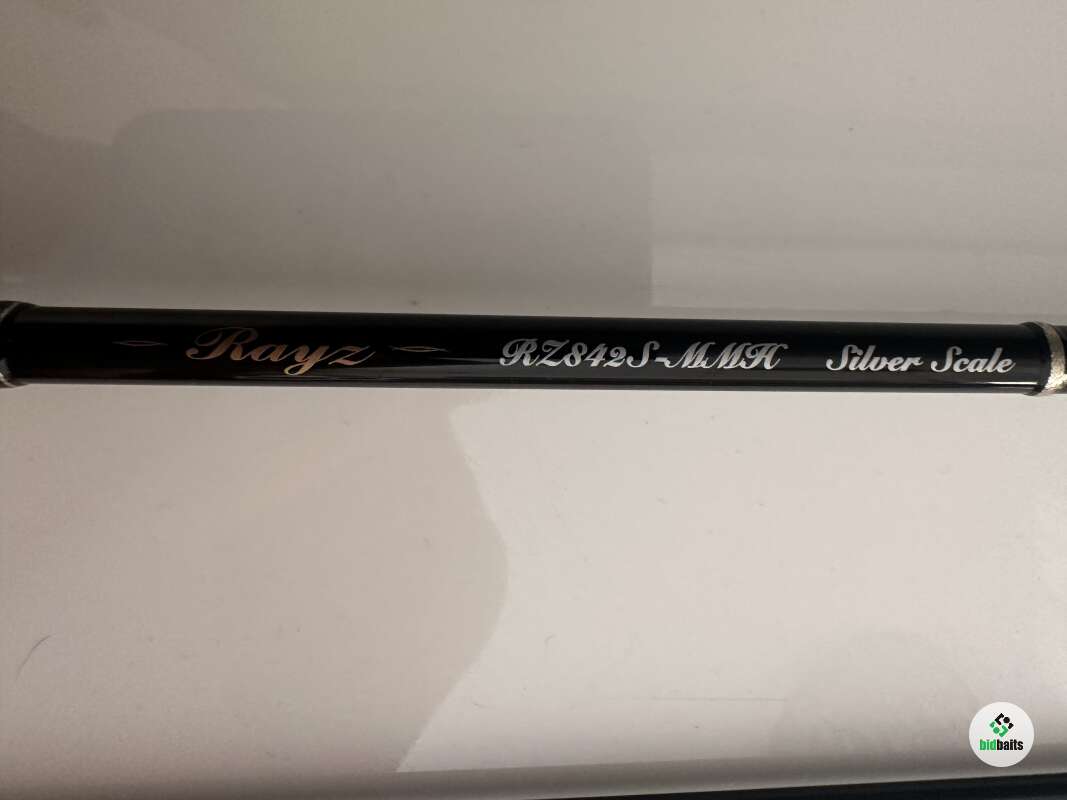 Rayz RZ842S-MMH Silver Scale
bidbaits